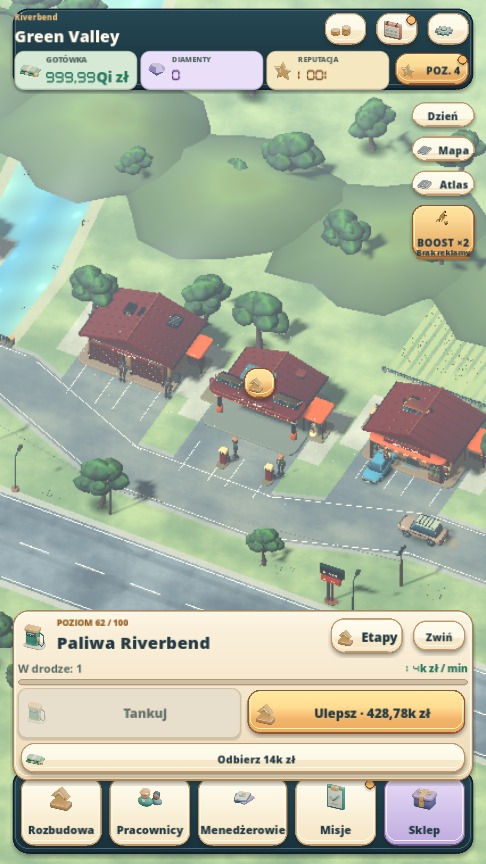 Riverbend
Green Valley
GOTÓWKA
999,99Qi zł
DIAMENTY
0
REPUTACJA
POZ. 4
Dzień
Mapa
Atlas
BOOST ×2
Brak reklamy
POZIOM 62 / 100
Paliwa Riverbend
Etapy
Zwiń
W drodze: 1
k zł / min
Tankuj
Ulepsz · 428,78k zł
Odbierz 14k zł
Rozbudowa
Pracownicy
Menedżerowie
Misje
Sklep